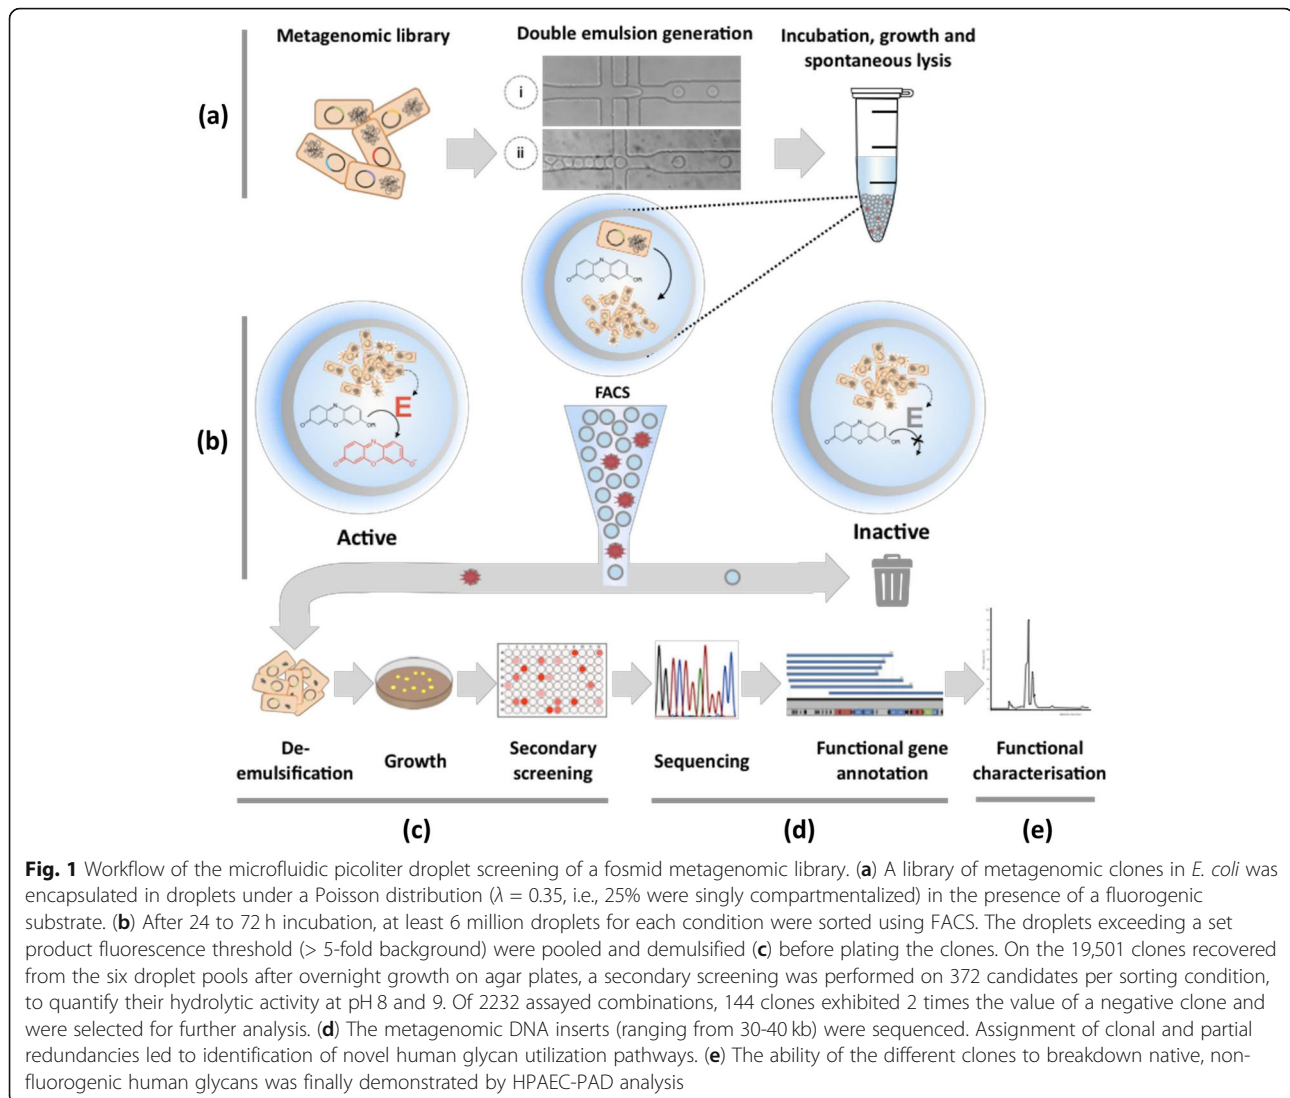 Metagenomic library
Double emulsion generation
Incubation, growth and
spontaneous lysis
(a)
i
ii
FACS
(b)
E
E
Active
Inactive
De-
emulsification
Growth
Secondary
screening
Sequencing
Functional gene
annotation
Functional
characterisation
(c)
(d)
(e)
Fig. 1 Workflow of the microfluidic picoliter droplet screening of a fosmid metagenomic library. (a) A library of metagenomic clones in E. coli was
encapsulated in droplets under a Poisson distribution (λ = 0.35, i.e., 25% were singly compartmentalized) in the presence of a fluorogenic
substrate. (b) After 24 to 72 h incubation, at least 6 million droplets for each condition were sorted using FACS. The droplets exceeding a set
product fluorescence threshold (> 5-fold background) were pooled and demulsified (c) before plating the clones. On the 19,501 clones recovered
from the six droplet pools after overnight growth on agar plates, a secondary screening was performed on 372 candidates per sorting condition,
to quantify their hydrolytic activity at pH 8 and 9. Of 2232 assayed combinations, 144 clones exhibited 2 times the value of a negative clone and
were selected for further analysis. (d) The metagenomic DNA inserts (ranging from 30-40 kb) were sequenced. Assignment of clonal and partial
redundancies led to identification of novel human glycan utilization pathways. (e) The ability of the different clones to breakdown native, non-
fluorogenic human glycans was finally demonstrated by HPAEC-PAD analysis